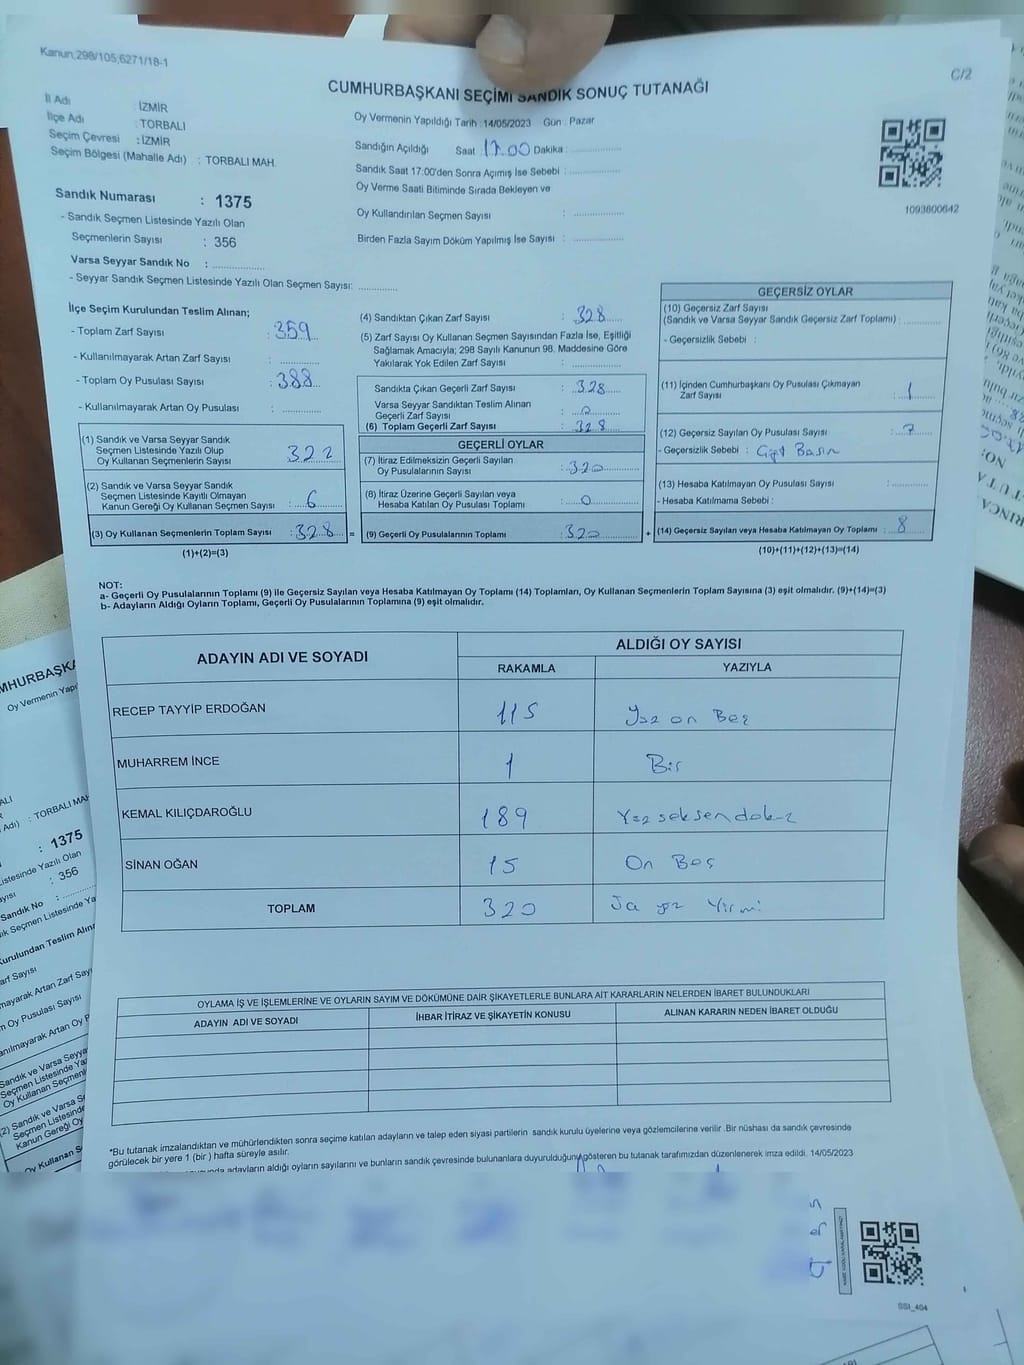 Kanun;298/105;6271/18-1
C/2
CUMHURBAŞKANI SEÇİMİ SANDIK SONUÇ TUTANAĞI
İl Adı : İZMİR
İlçe Adı : TORBALI
Seçim Çevresi : İZMİR
Seçim Bölgesi (Mahalle Adı) : TORBALI MAH.
Oy Vermenin Yapıldığı Tarih :14/05/2023 Gün : Pazar
Sandığın Açıldığı Saat 17.00 Dakika :
Sandık Saat 17:00'den Sonra Açılmış İse Sebebi :
Oy Verme Saati Bitiminde Sırada Bekleyen ve
Oy Kullandırılan Seçmen Sayısı :
Birden Fazla Sayım Döküm Yapılmış İse Sayısı :
1093800642
Sandık Numarası : 1375
- Sandık Seçmen Listesinde Yazılı Olan
Seçmenlerin Sayısı : 356
Varsa Seyyar Sandık No :
- Seyyar Sandık Seçmen Listesinde Yazılı Olan Seçmen Sayısı:
İlçe Seçim Kurulundan Teslim Alınan;
- Toplam Zarf Sayısı : 359
- Kullanılmayarak Artan Zarf Sayısı :
- Toplam Oy Pusulası Sayısı : 388
- Kullanılmayarak Artan Oy Pusulası :
(1) Sandık ve Varsa Seyyar Sandık
Seçmen Listesinde Yazılı Olup
Oy Kullanan Seçmenlerin Sayısı 322
(2) Sandık ve Varsa Seyyar Sandık
Seçmen Listesinde Kayıtlı Olmayan
Kanun Gereği Oy Kullanan Seçmen Sayısı : 6
(3) Oy Kullanan Seçmenlerin Toplam Sayısı : 328 =
(1)+(2)=(3)
(4) Sandıktan Çıkan Zarf Sayısı : 328
(5) Zarf Sayısı Oy Kullanan Seçmen Sayısından Fazla İse, Eşitliği
Sağlamak Amacıyla; 298 Sayılı Kanunun 98. Maddesine Göre
Yakılarak Yok Edilen Zarf Sayısı :
Sandıkta Çıkan Geçerli Zarf Sayısı : 328
Varsa Seyyar Sandıktan Teslim Alınan
Geçerli Zarf Sayısı : 0
(6) Toplam Geçerli Zarf Sayısı : 328
GEÇERLİ OYLAR
(7) İtiraz Edilmeksizin Geçerli Sayılan
Oy Pusulalarının Sayısı : 320
(8) İtiraz Üzerine Geçerli Sayılan veya
Hesaba Katılan Oy Pusulası Toplamı : 0
(9) Geçerli Oy Pusulalarının Toplamı : 320 +
GEÇERSİZ OYLAR
(10) Geçersiz Zarf Sayısı
(Sandık ve Varsa Seyyar Sandık Geçersiz Zarf Toplamı) :
- Geçersizlik Sebebi :
(11) İçinden Cumhurbaşkanı Oy Pusulası Çıkmayan
Zarf Sayısı : 1
(12) Geçersiz Sayılan Oy Pusulası Sayısı : 7
- Geçersizlik Sebebi : Çift Basım
(13) Hesaba Katılmayan Oy Pusulası Sayısı :
- Hesaba Katılmama Sebebi :
(14) Geçersiz Sayılan veya Hesaba Katılmayan Oy Toplamı : 8
(10)+(11)+(12)+(13)=(14)
NOT:
a- Geçerli Oy Pusulalarının Toplamı (9) ile Geçersiz Sayılan veya Hesaba Katılmayan Oy Toplamı (14) Toplamları, Oy Kullanan Seçmenlerin Toplam Sayısına (3) eşit olmalıdır. (9)+(14)=(3)
b- Adayların Aldığı Oyların Toplamı, Geçerli Oy Pusulalarının Toplamına (9) eşit olmalıdır.
ADAYIN ADI VE SOYADI ALDIĞI OY SAYISI
RAKAMLA YAZIYLA
RECEP TAYYİP ERDOĞAN 115 Yüz on Beş
MUHARREM İNCE 1 Bir
KEMAL KILIÇDAROĞLU 189 Yüz seksendokuz
SİNAN OĞAN 15 On Beş
TOPLAM 320 Üç yüz Yirmi
OYLAMA İŞ VE İŞLEMLERİNE VE OYLARIN SAYIM VE DÖKÜMÜNE DAİR ŞİKAYETLERLE BUNLARA AİT KARARLARIN NELERDEN İBARET BULUNDUKLARI
ADAYIN ADI VE SOYADI İHBAR İTİRAZ VE ŞİKAYETİN KONUSU ALINAN KARARIN NEDEN İBARET OLDUĞU
*Bu tutanak imzalandıktan ve mühürlendikten sonra seçime katılan adayların ve talep eden siyasi partilerin sandık kurulu üyelerine veya gözlemcilerine verilir .Bir nüshası da sandık çevresinde
görülecek bir yere 1 (bir ) hafta süreyle asılır.
adayların aldığı oyların sayılarını ve bunların sandık çevresinde bulunanlara duyurulduğunu gösteren bu tutanak tarafımızdan düzenlenerek imza edildi. 14/05/2023
SSI_404